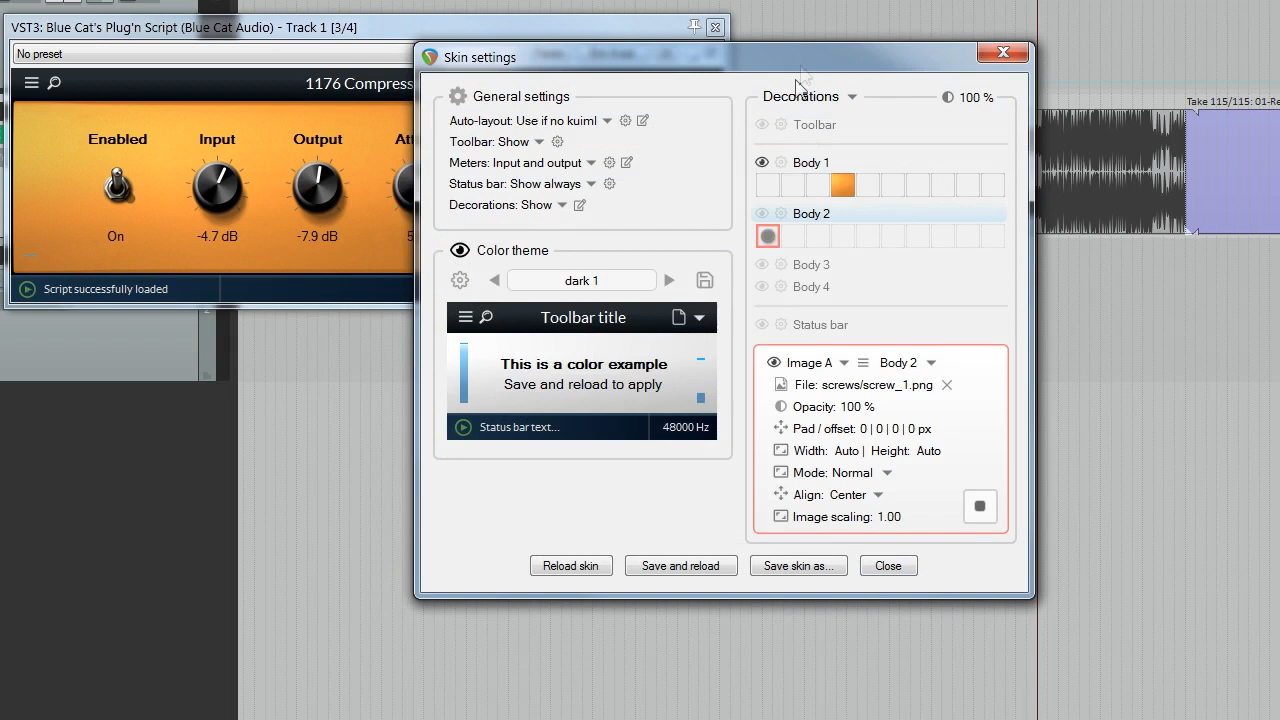 VST3: Blue Cat's Plug'n Script (Blue Cat Audio) - Track 1 [3/4]
No preset
1176 Compress
Enabled
Input
Output
On
-4.7 dB
-7.9 dB
Script successfully loaded
Skin settings
General settings
Auto-layout: Use if no kuiml
Toolbar: Show
Meters: Input and output
Status bar: Show always
Decorations: Show
Color theme
dark 1
Toolbar title
This is a color example
Save and reload to apply
Status bar text...
48000 Hz
Decorations
100 %
Toolbar
Body 1
Body 2
Body 3
Body 4
Status bar
Image A
Body 2
File: screws/screw_1.png
Opacity: 100 %
Pad / offset: 0 | 0 | 0 | 0 px
Width: Auto | Height: Auto
Mode: Normal
Align: Center
Image scaling: 1.00
Reload skin
Save and reload
Save skin as...
Close